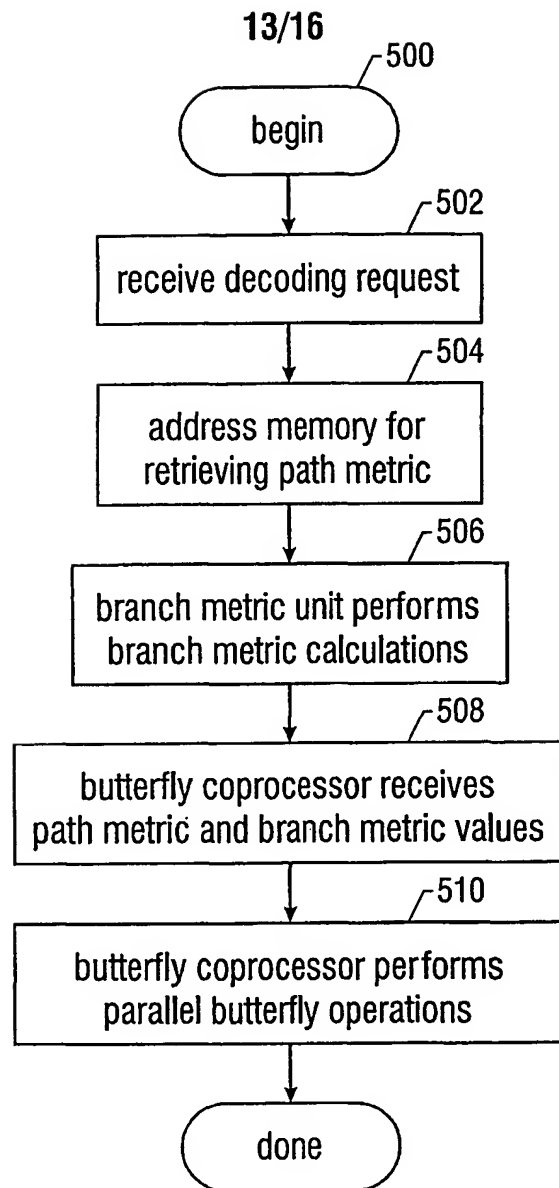 13/16
500
begin
502
receive decoding request
504
address memory for
retrieving path metric
506
branch metric unit performs
branch metric calculations
508
butterfly coprocessor receives
path metric and branch metric values
510
butterfly coprocessor performs
parallel butterfly operations
done